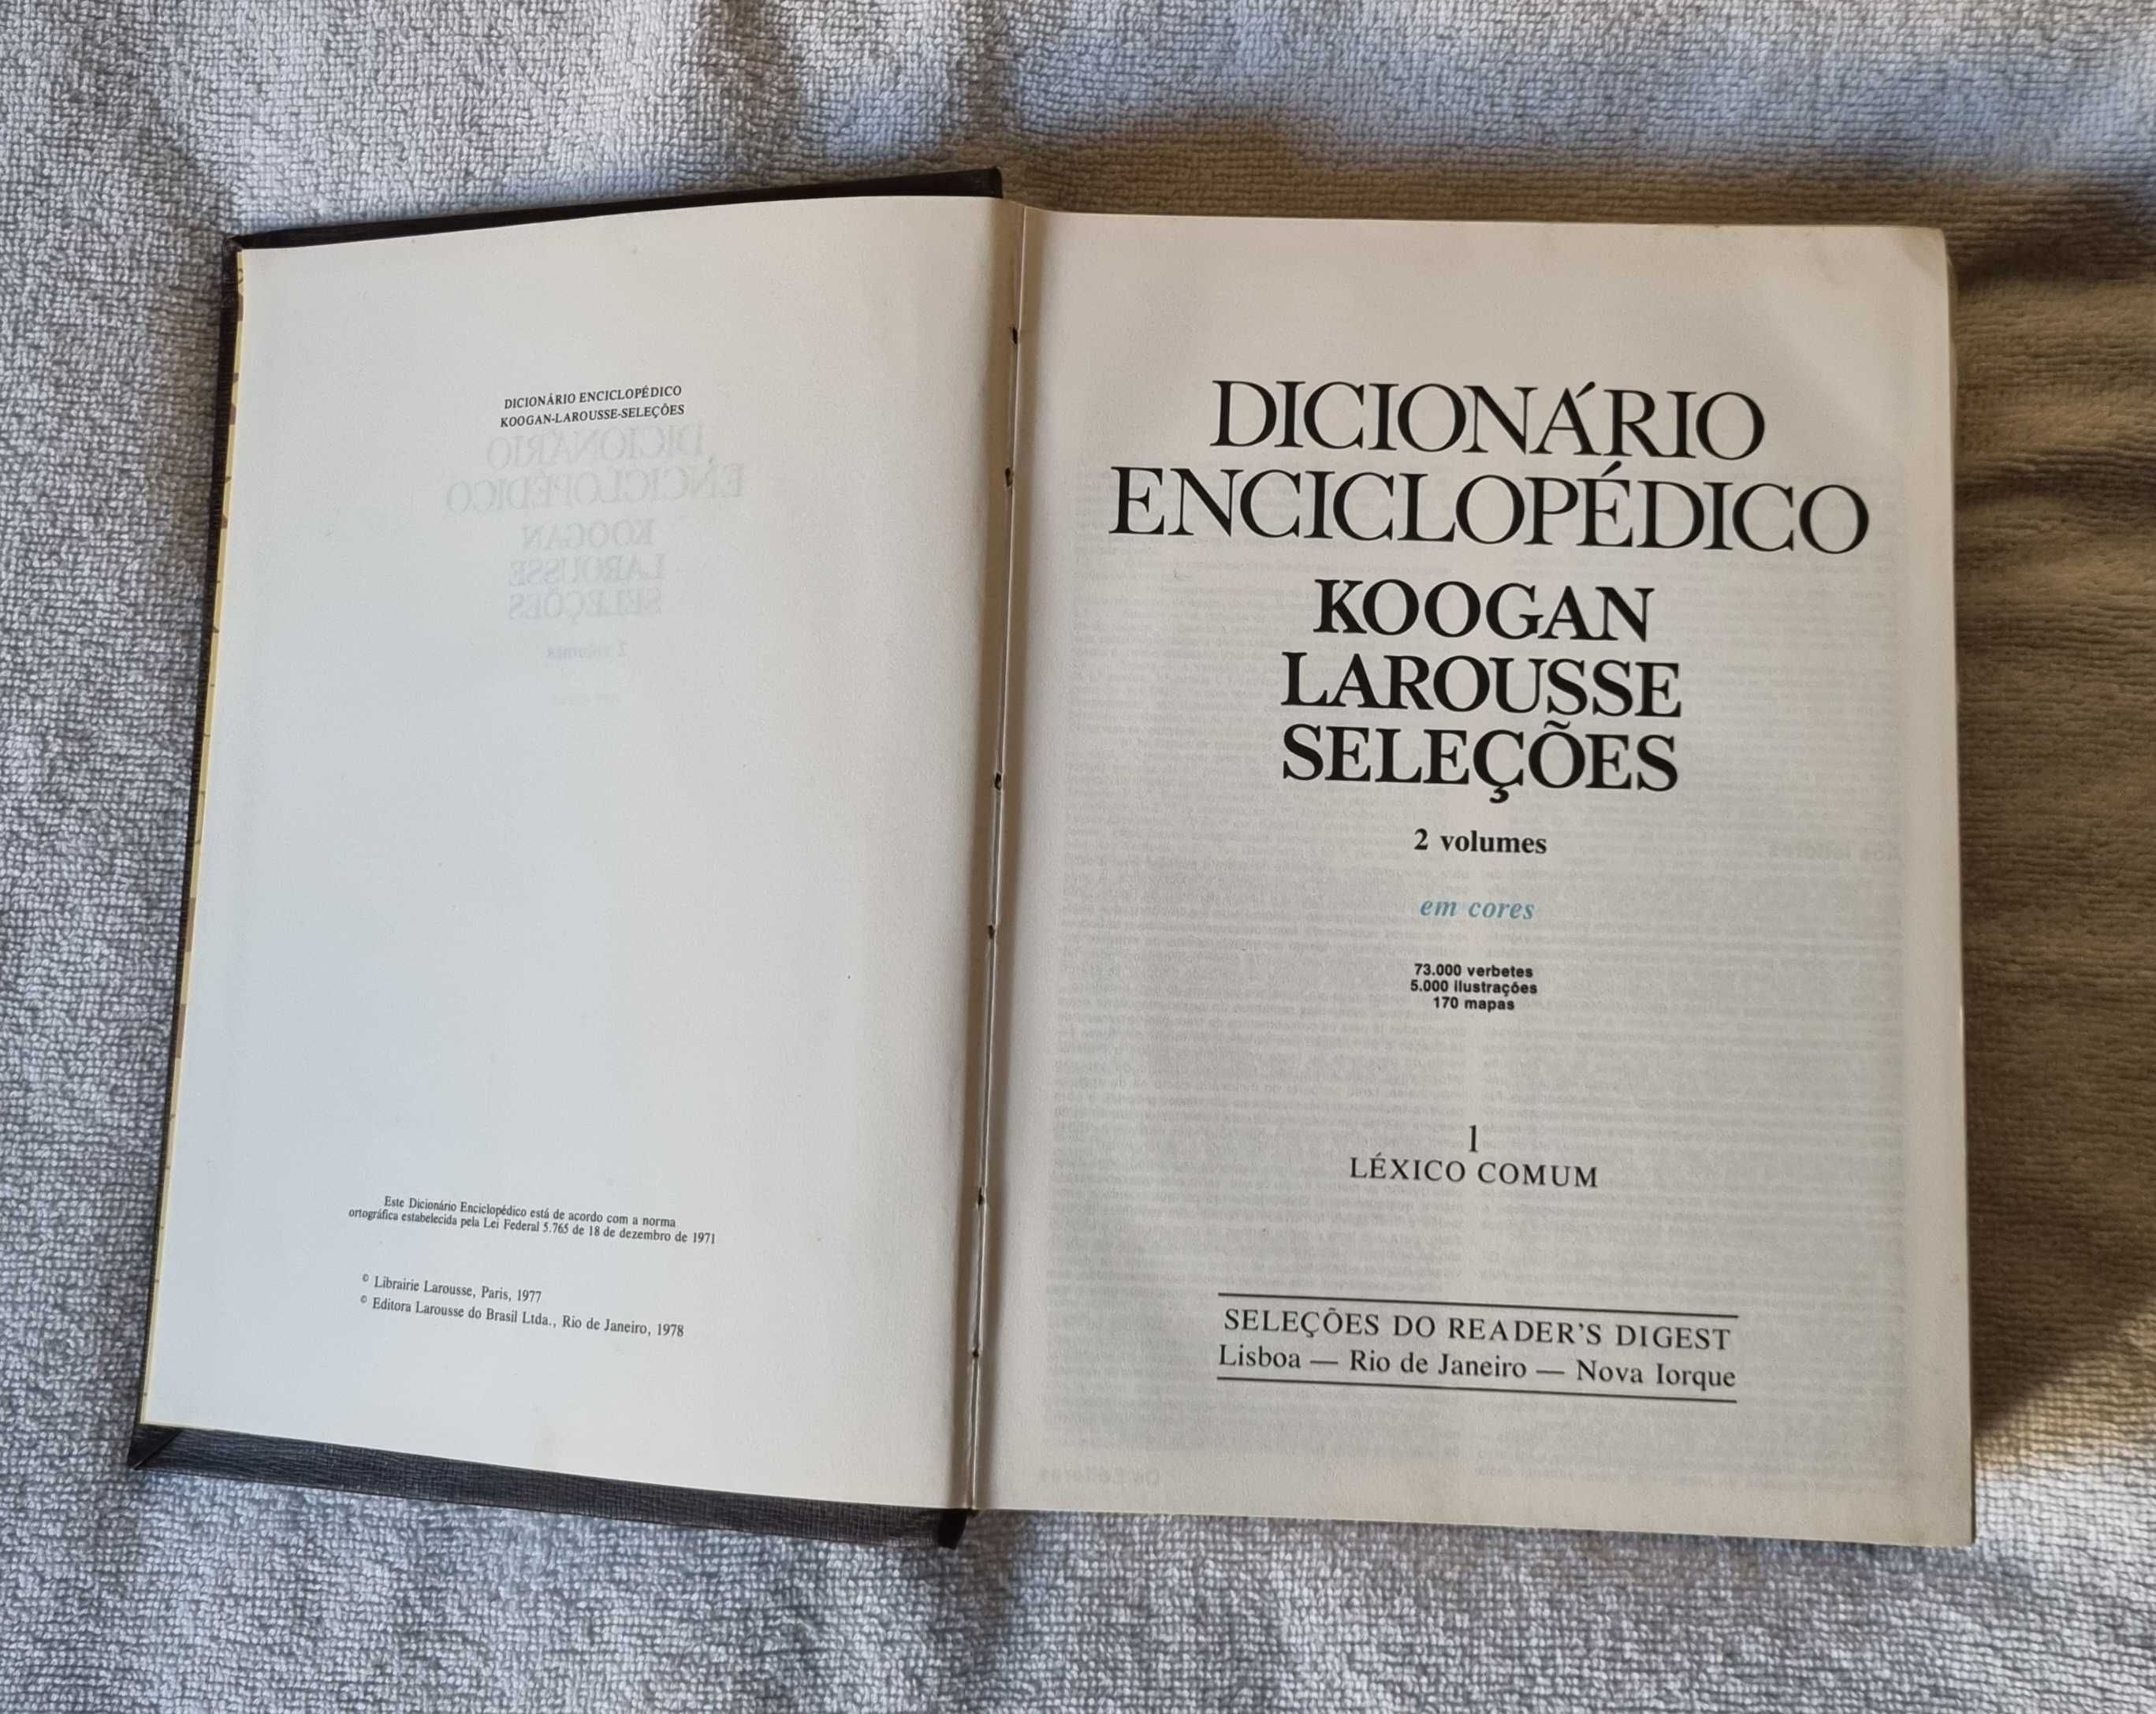 DICIONÁRIO ENCICLOPÉDICO
KOOGAN-LAROUSSE-SELEÇÕES
Este Dicionário Enciclopédico está de acordo com a norma
ortográfica estabelecida pela Lei Federal 5.765 de 18 de dezembro de 1971
© Librairie Larousse, Paris, 1977
© Editora Larousse do Brasil Ltda., Rio de Janeiro, 1978
DICIONÁRIO
ENCICLOPÉDICO
KOOGAN
LAROUSSE
SELEÇÕES
2 volumes
em cores
73.000 verbetes
5.000 ilustrações
170 mapas
1
LÉXICO COMUM
SELEÇÕES DO READER'S DIGEST
Lisboa — Rio de Janeiro — Nova Iorque